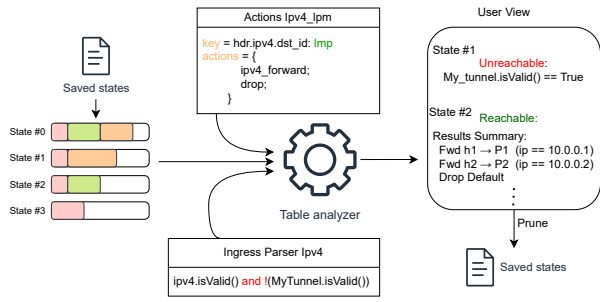 Saved states
State #0
State #1
State #2
State #3
Actions Ipv4_lpm
key = hdr.ipv4.dst_id: lmp
actions = {
ipv4_forward;
drop;
}
Table analyzer
Ingress Parser Ipv4
ipv4.isValid() and !(MyTunnel.isValid())
User View
State #1
Unreachable:
My_tunnel.isValid() == True
State #2
Reachable:
Results Summary:
Fwd h1 → P1 (ip == 10.0.0.1)
Fwd h2 → P2 (ip == 10.0.0.2)
Drop Default
⋮
Prune
Saved states